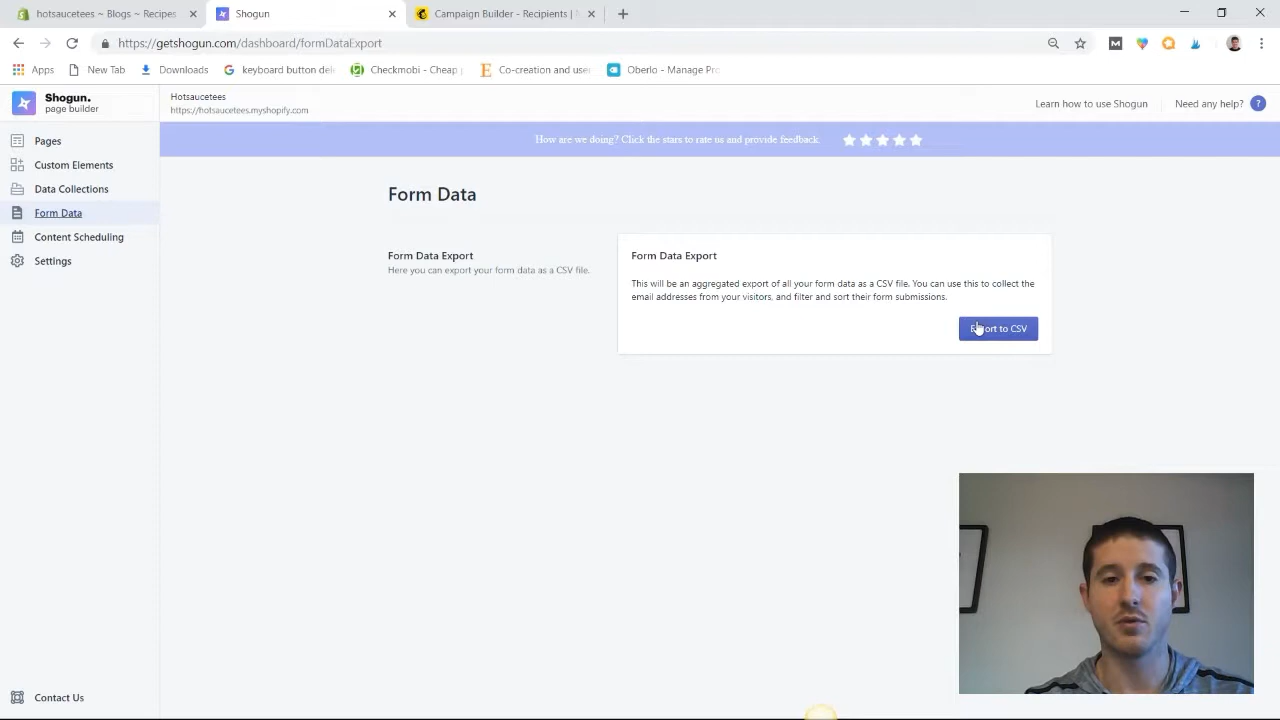 hotsaucetees ~ Blogs ~ Recipes
Shogun
Campaign Builder - Recipients |
https://getshogun.com/dashboard/formDataExport
Apps
New Tab
Downloads
keyboard button del
Checkmobi - Cheap
Co-creation and use
Oberlo - Manage Pro
Shogun.
page builder
Hotsaucetees
https://hotsaucetees.myshopify.com
Learn how to use Shogun
Need any help?
?
How are we doing? Click the stars to rate us and provide feedback
Pages
Custom Elements
Data Collections
Form Data
Content Scheduling
Settings
Contact Us
Form Data
Form Data Export
Here you can export your form data as a CSV file.
Form Data Export
This will be an aggregated export of all your form data as a CSV file. You can use this to collect the
email addresses from your visitors, and filter and sort their form submissions.
Export to CSV